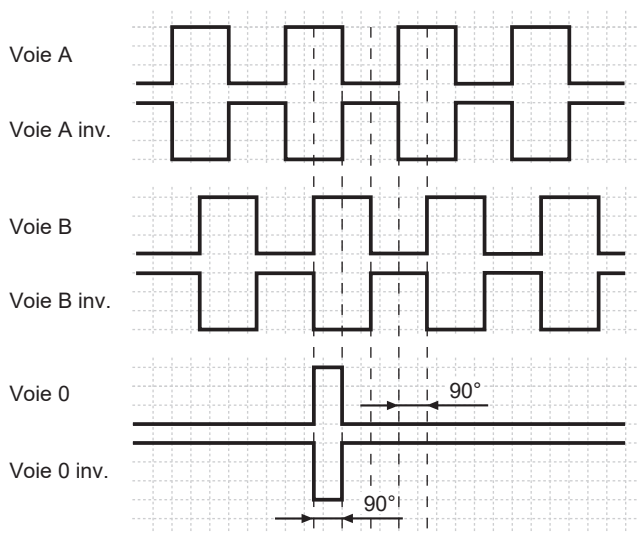 Voie A
Voie A inv.
Voie B
Voie B inv.
Voie 0
90°
Voie 0 inv.
90°